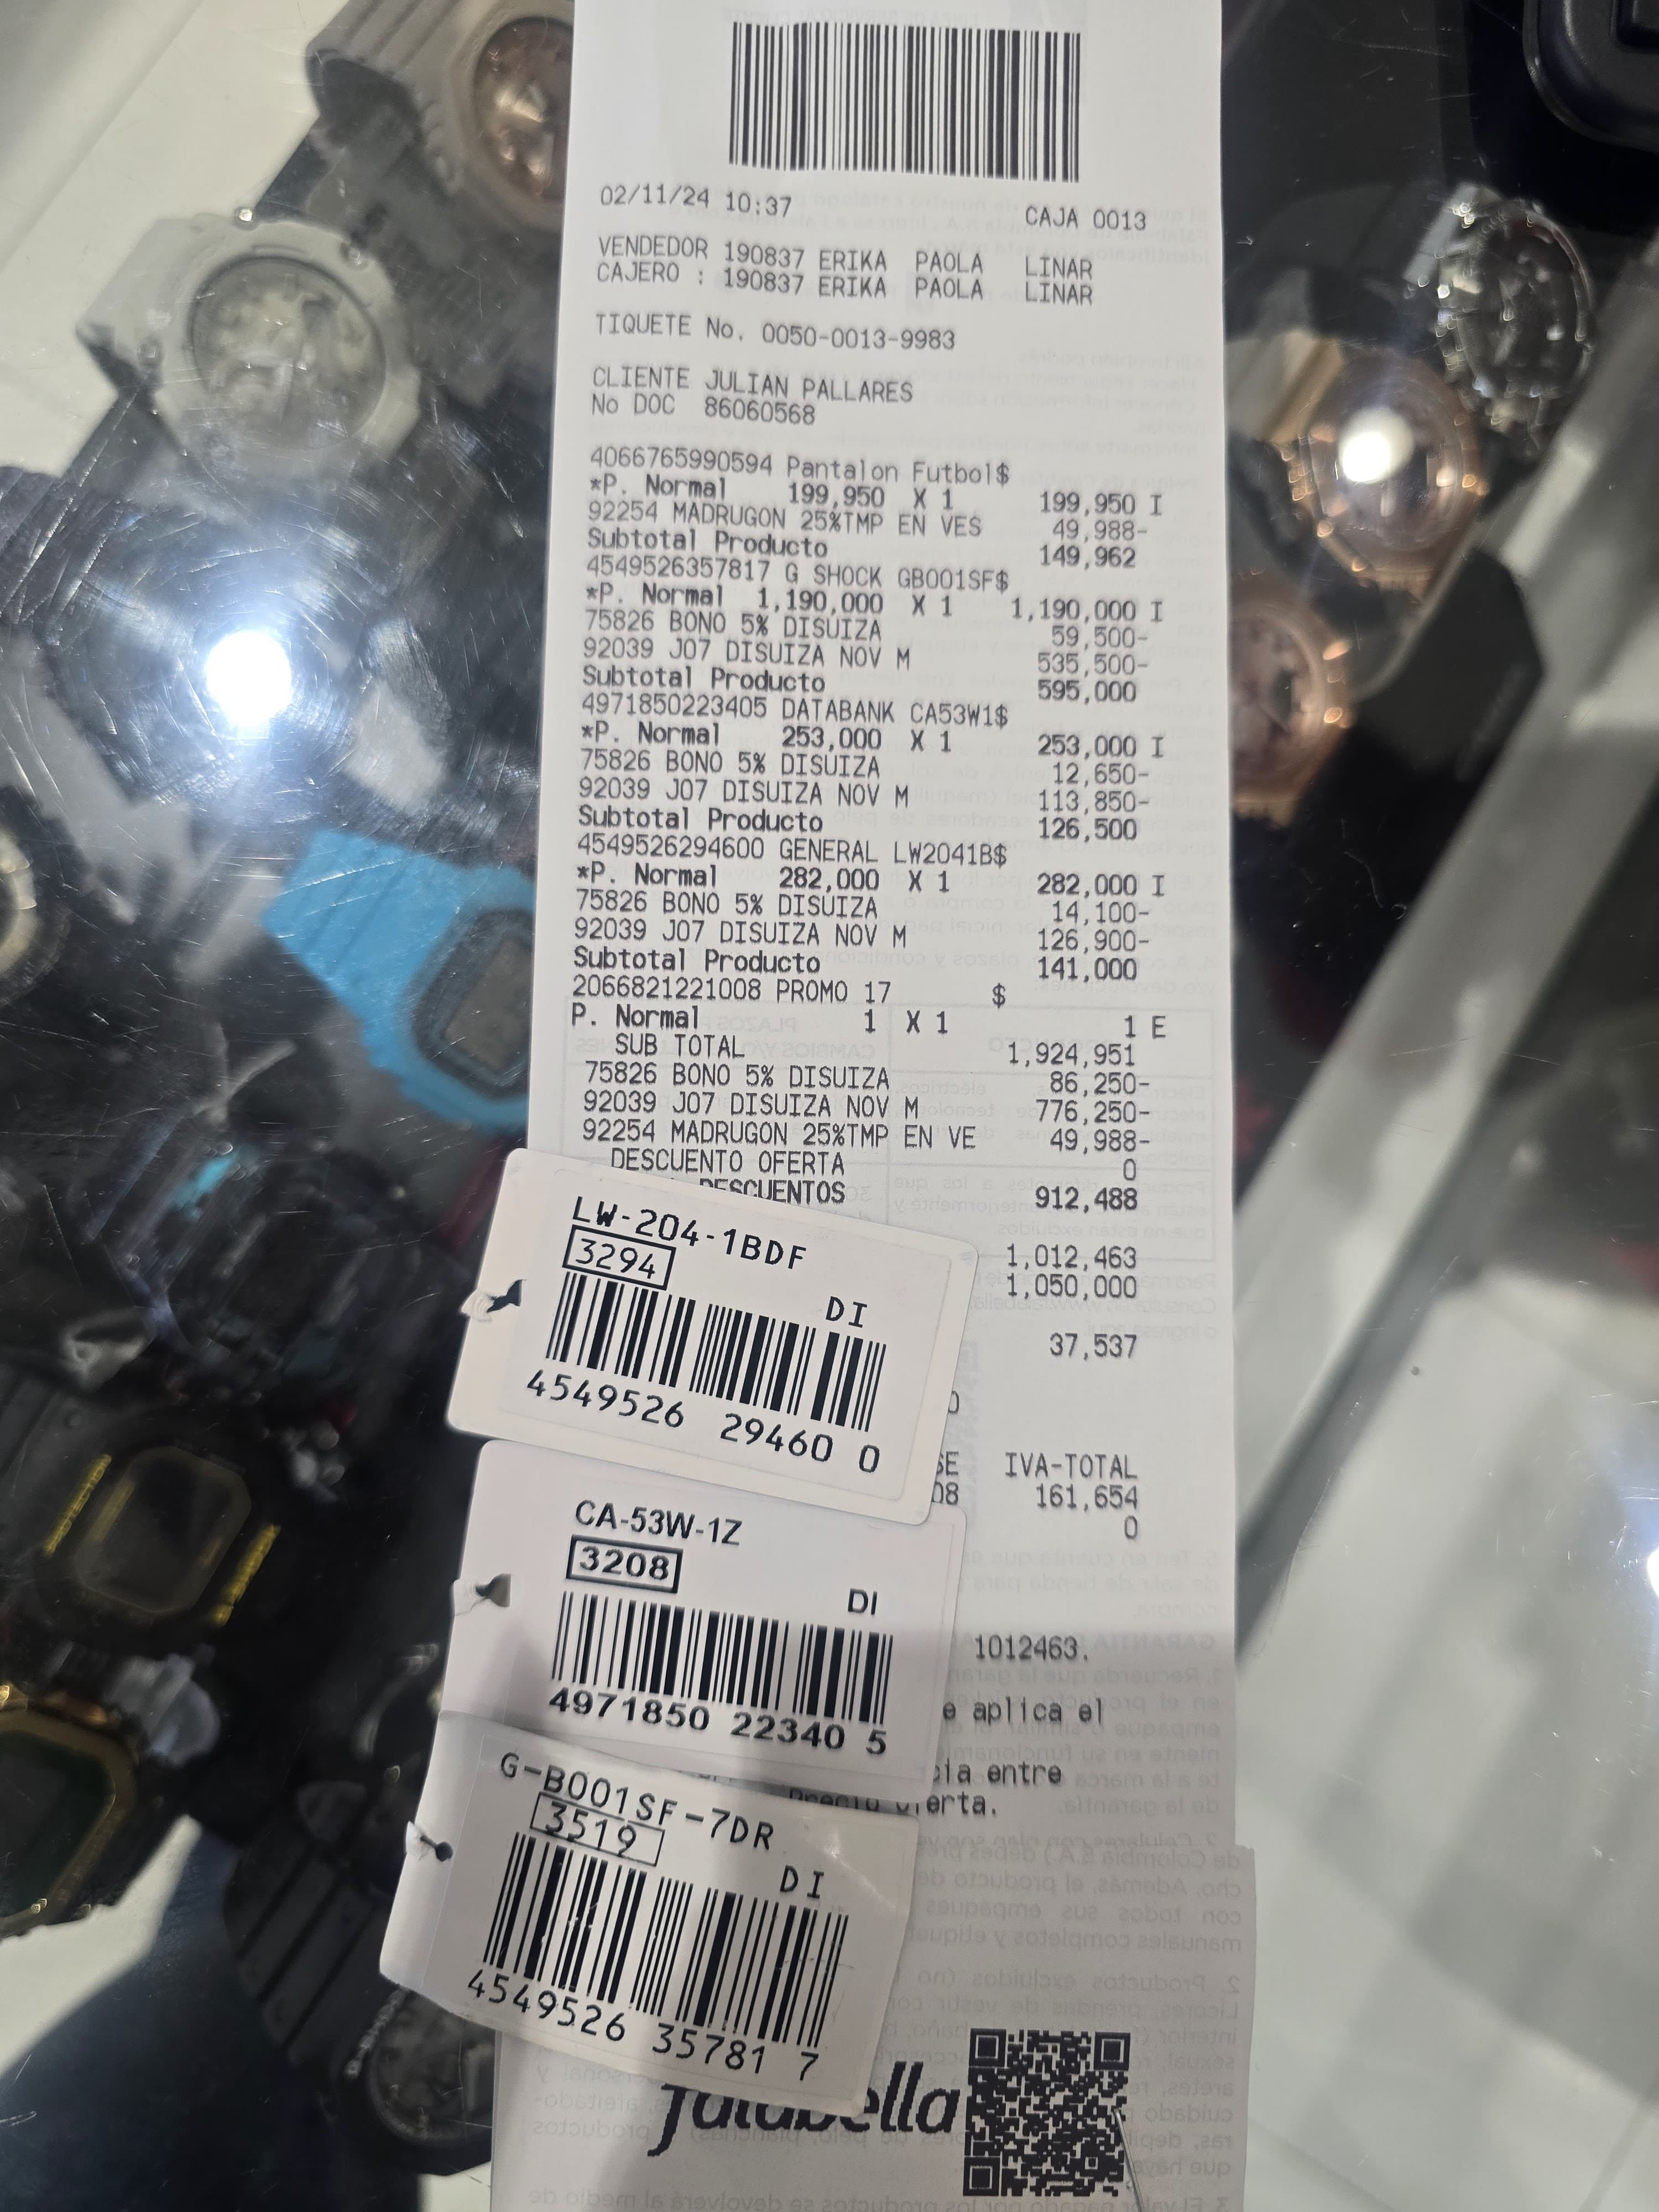 02/11/24 10:37 CAJA 0013
VENDEDOR 190837 ERIKA PAOLA LINAR
CAJERO : 190837 ERIKA PAOLA LINAR
TIQUETE No. 0050-0013-9983
CLIENTE JULIAN PALLARES
No DOC 86060568
4066765990594 Pantalon Futbol$
*P. Normal 199,950 X 1 199,950 I
92254 MADRUGON 25%TMP EN VES 49,988-
Subtotal Producto 149,962
4549526357817 G SHOCK GB001SF$
*P. Normal 1,190,000 X 1 1,190,000 I
75826 BONO 5% DISUIZA 59,500-
92039 J07 DISUIZA NOV M 535,500-
Subtotal Producto 595,000
4971850223405 DATABANK CA53W1$
*P. Normal 253,000 X 1 253,000 I
75826 BONO 5% DISUIZA 12,650-
92039 J07 DISUIZA NOV M 113,850-
Subtotal Producto 126,500
4549526294600 GENERAL LW2041B$
*P. Normal 282,000 X 1 282,000 I
75826 BONO 5% DISUIZA 14,100-
92039 J07 DISUIZA NOV M 126,900-
Subtotal Producto 141,000
2066821221008 PROMO 17 $
P. Normal 1 X 1 1 E
SUB TOTAL 1,924,951
75826 BONO 5% DISUIZA 86,250-
92039 J07 DISUIZA NOV M 776,250-
92254 MADRUGON 25%TMP EN VE 49,988-
DESCUENTO OFERTA 0
DESCUENTOS 912,488
1,012,463
1,050,000
37,537
IVA-TOTAL
161,654
0
1012463.
aplica el
entre
LW-204-1BDF
3294
DI
4549526 29460 0
CA-53W-1Z
3208
DI
4971850 22340 5
G-B001SF-7DR
3519
DI
4549526 35781 7
falabella